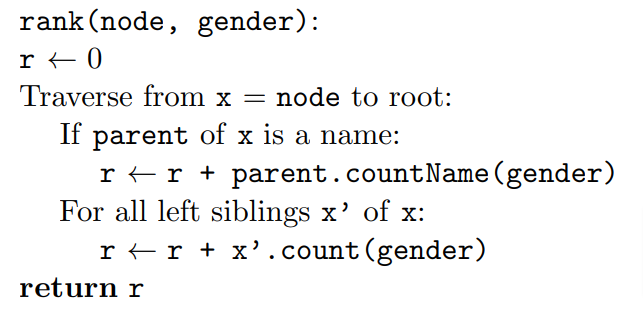 rank(node, gender):
r ← 0
Traverse from x = node to root:
If parent of x is a name:
r ← r + parent.countName(gender)
For all left siblings x’ of x:
r ← r + x’.count(gender)
return r